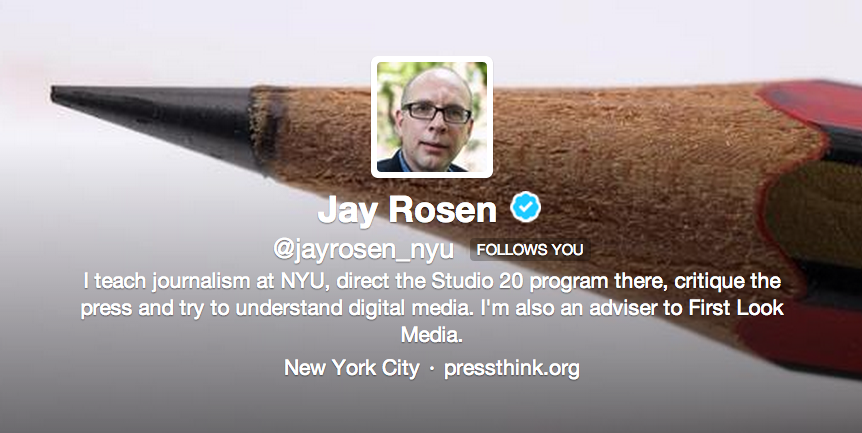 Jay Rosen
@jayrosen_nyu FOLLOWS YOU
I teach journalism at NYU, direct the Studio 20 program there, critique the
press and try to understand digital media. I'm also an adviser to First Look
Media.
New York City · pressthink.org